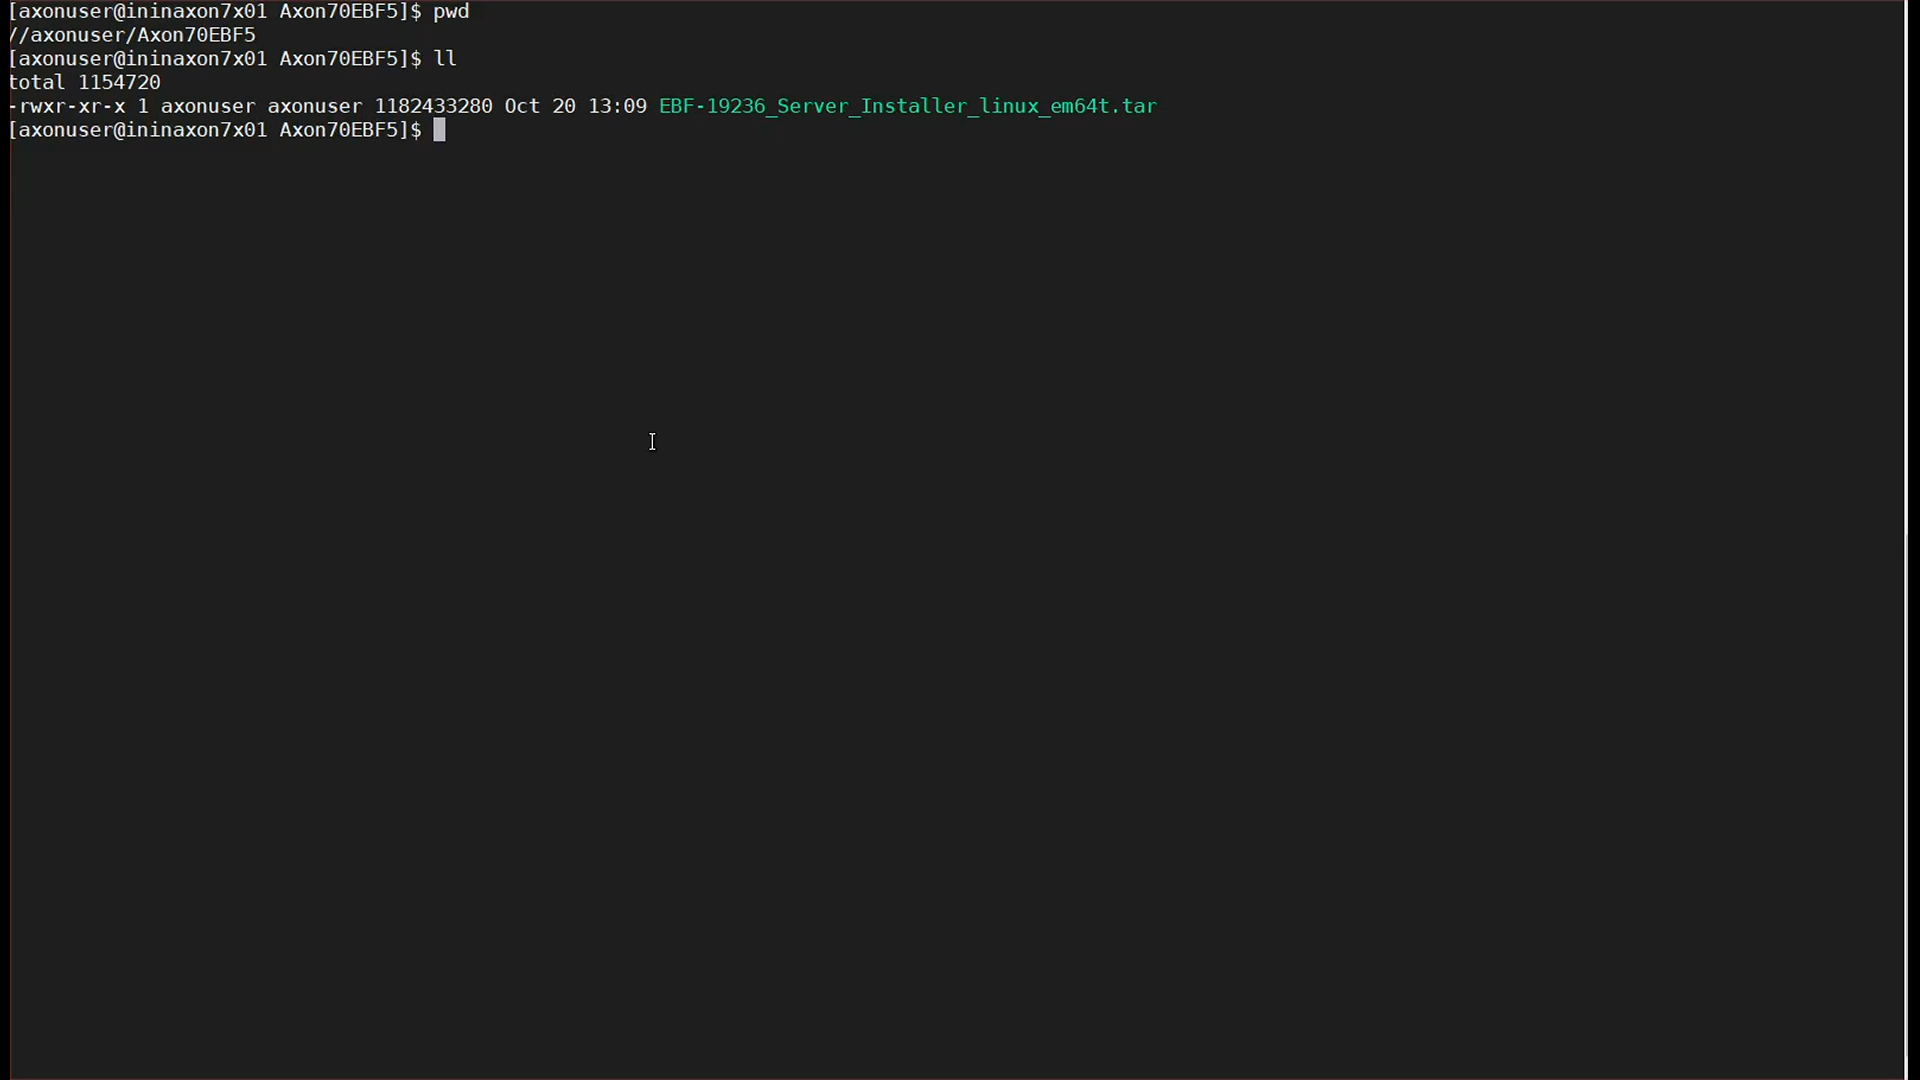 [axonuser@ininaxon7x01 Axon70EBF5]$ pwd
//axonuser/Axon70EBF5
[axonuser@ininaxon7x01 Axon70EBF5]$ ll
total 1154720
-rwxr-xr-x 1 axonuser axonuser 1182433280 Oct 20 13:09 EBF-19236_Server_Installer_linux_em64t.tar
[axonuser@ininaxon7x01 Axon70EBF5]$